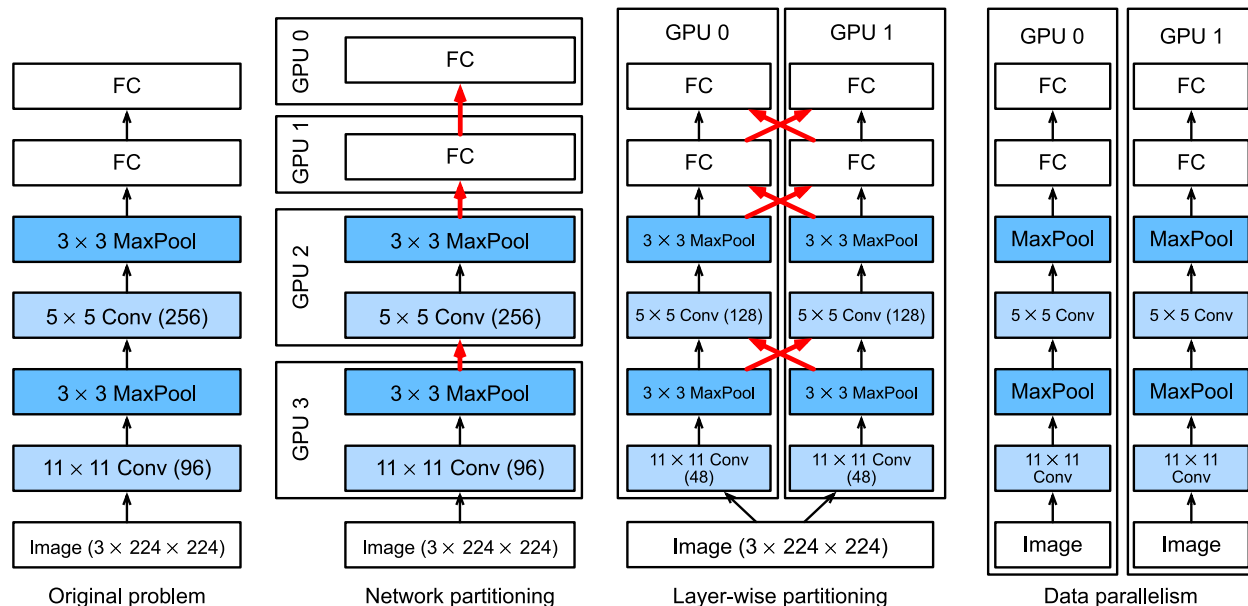 FC
FC
3 × 3 MaxPool
5 × 5 Conv (256)
3 × 3 MaxPool
11 × 11 Conv (96)
Image (3 × 224 × 224)
Original problem
GPU 0
FC
GPU 1
FC
GPU 2
3 × 3 MaxPool
5 × 5 Conv (256)
GPU 3
3 × 3 MaxPool
11 × 11 Conv (96)
Image (3 × 224 × 224)
Network partitioning
GPU 0
FC
FC
3 × 3 MaxPool
5 × 5 Conv (128)
3 × 3 MaxPool
11 × 11 Conv
(48)
GPU 1
FC
FC
3 × 3 MaxPool
5 × 5 Conv (128)
3 × 3 MaxPool
11 × 11 Conv
(48)
Image (3 × 224 × 224)
Layer-wise partitioning
GPU 0
FC
FC
MaxPool
5 × 5 Conv
MaxPool
11 × 11
Conv
Image
GPU 1
FC
FC
MaxPool
5 × 5 Conv
MaxPool
11 × 11
Conv
Image
Data parallelism